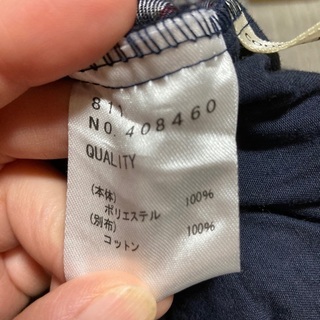 811
NO.408460
QUALITY
(本体)
ポリエステル 100%
(別布)
コットン 100%